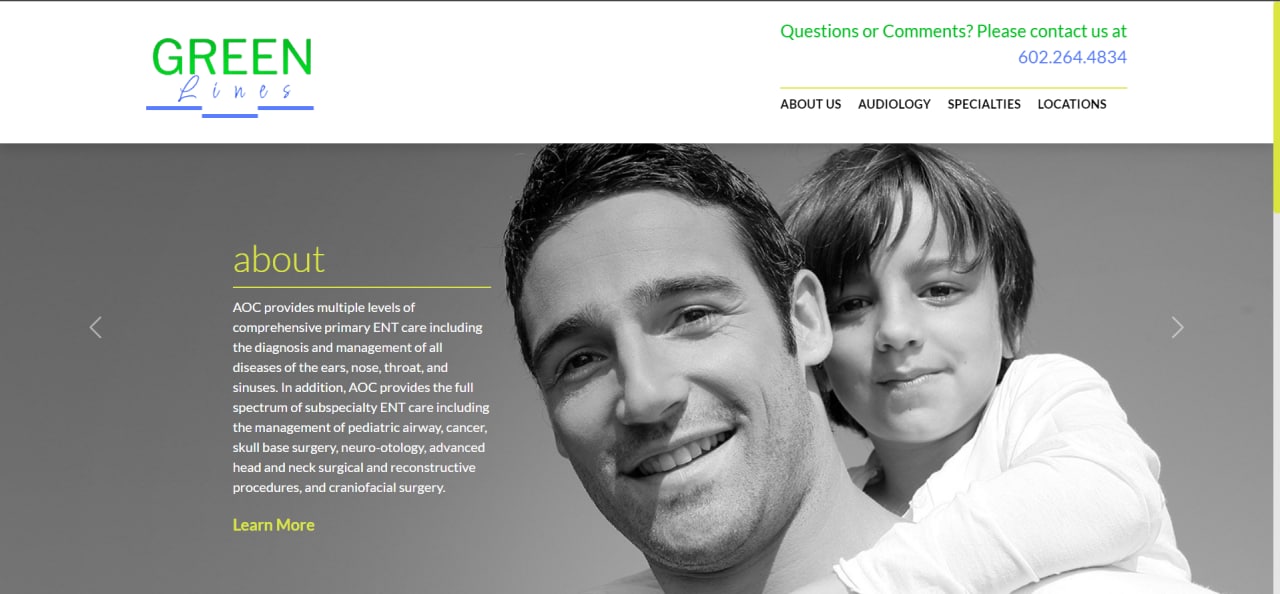 GREEN
Lines
Questions or Comments? Please contact us at
602.264.4834
ABOUT US AUDIOLOGY SPECIALTIES LOCATIONS
about
AOC provides multiple levels of
comprehensive primary ENT care including
the diagnosis and management of all
diseases of the ears, nose, throat, and
sinuses. In addition, AOC provides the full
spectrum of subspecialty ENT care including
the management of pediatric airway, cancer,
skull base surgery, neuro-otology, advanced
head and neck surgical and reconstructive
procedures, and craniofacial surgery.
Learn More